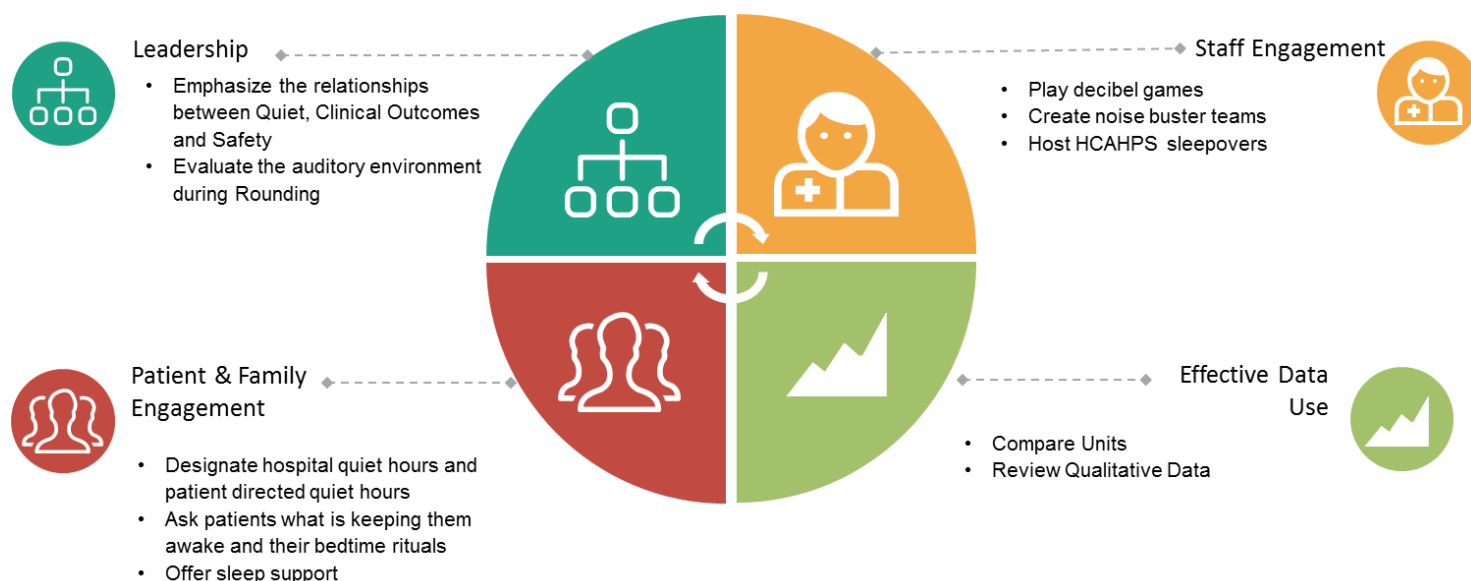 Leadership
• Emphasize the relationships
between Quiet, Clinical Outcomes
and Safety
• Evaluate the auditory environment
during Rounding
Staff Engagement
• Play decibel games
• Create noise buster teams
• Host HCAHPS sleepovers
Patient & Family
Engagement
• Designate hospital quiet hours and
patient directed quiet hours
• Ask patients what is keeping them
awake and their bedtime rituals
• Offer sleep support
Effective Data
Use
• Compare Units
• Review Qualitative Data